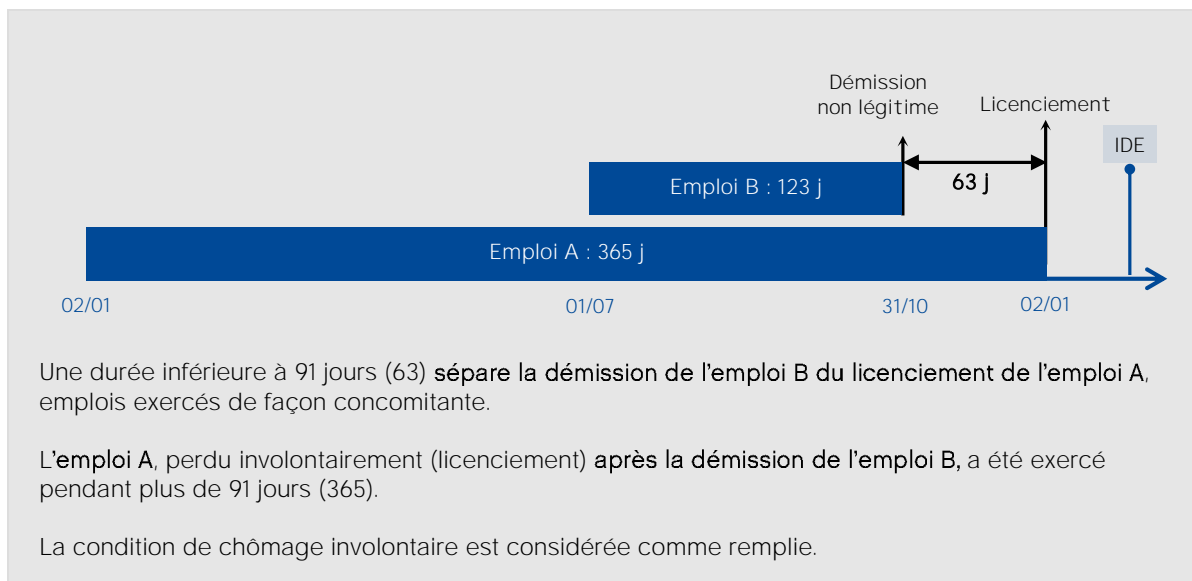 Démission
non légitime
Licenciement
IDE
63 j
Emploi B : 123 j
Emploi A : 365 j
02/01
01/07
31/10
02/01
Une durée inférieure à 91 jours (63) sépare la démission de l'emploi B du licenciement de l'emploi A,
emplois exercés de façon concomitante.
L'emploi A, perdu involontairement (licenciement) après la démission de l'emploi B, a été exercé
pendant plus de 91 jours (365).
La condition de chômage involontaire est considérée comme remplie.